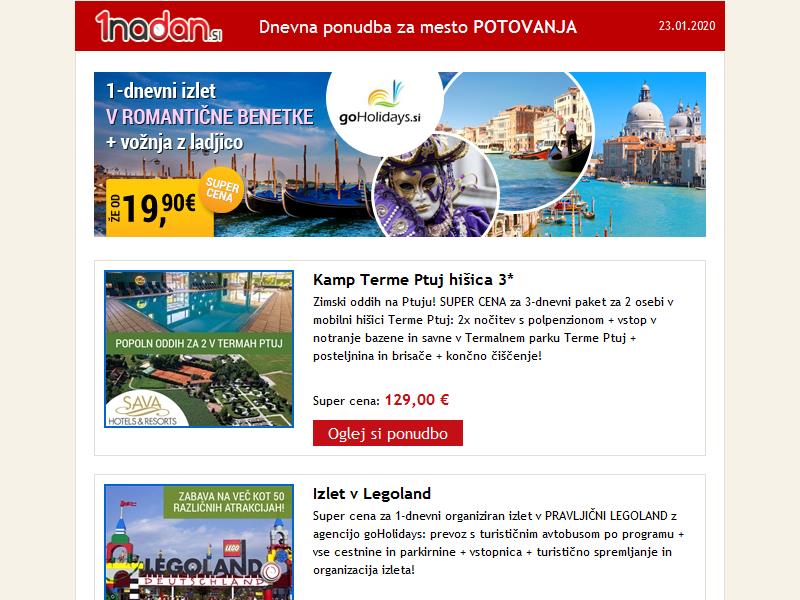 1nadan.si
Dnevna ponudba za mesto POTOVANJA
23.01.2020
1-dnevni izlet
V ROMANTIČNE BENETKE
+ vožnja z ladjico
goHolidays.si
ŽE OD 19,90€
SUPER
CENA
Kamp Terme Ptuj hišica 3*
Zimski oddih na Ptuju! SUPER CENA za 3-dnevni paket za 2 osebi v
mobilni hišici Terme Ptuj: 2x nočitev s polpenzionom + vstop v
notranje bazene in savne v Termalnem parku Terme Ptuj +
posteljnina in brisače + končno čiščenje!
POPOLN ODDIH ZA 2 V TERMAH PTUJ
SAVA
HOTELS & RESORTS
Super cena: 129,00 €
Oglej si ponudbo
ZABAVA NA VEČ KOT 50
RAZLIČNIH ATRAKCIJAH!
LEGO
LEGOLAND
DEUTSCHLAND
Izlet v Legoland
Super cena za 1-dnevni organiziran izlet v PRAVLJIČNI LEGOLAND z
agencijo goHolidays: prevoz s turističnim avtobusom po programu +
vse cestnine in parkirnine + vstopnica + turistično spremljanje in
organizacija izleta!